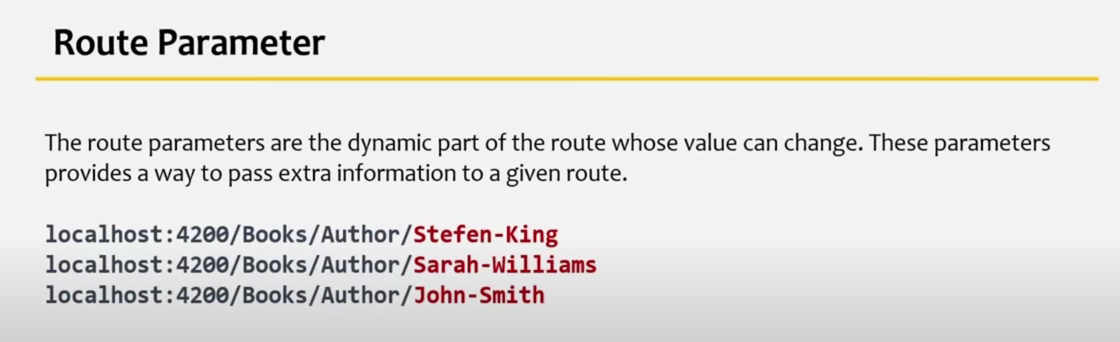 Route Parameter
The route parameters are the dynamic part of the route whose value can change. These parameters
provides a way to pass extra information to a given route.
localhost:4200/Books/Author/Stefen-King
localhost:4200/Books/Author/Sarah-Williams
localhost:4200/Books/Author/John-Smith